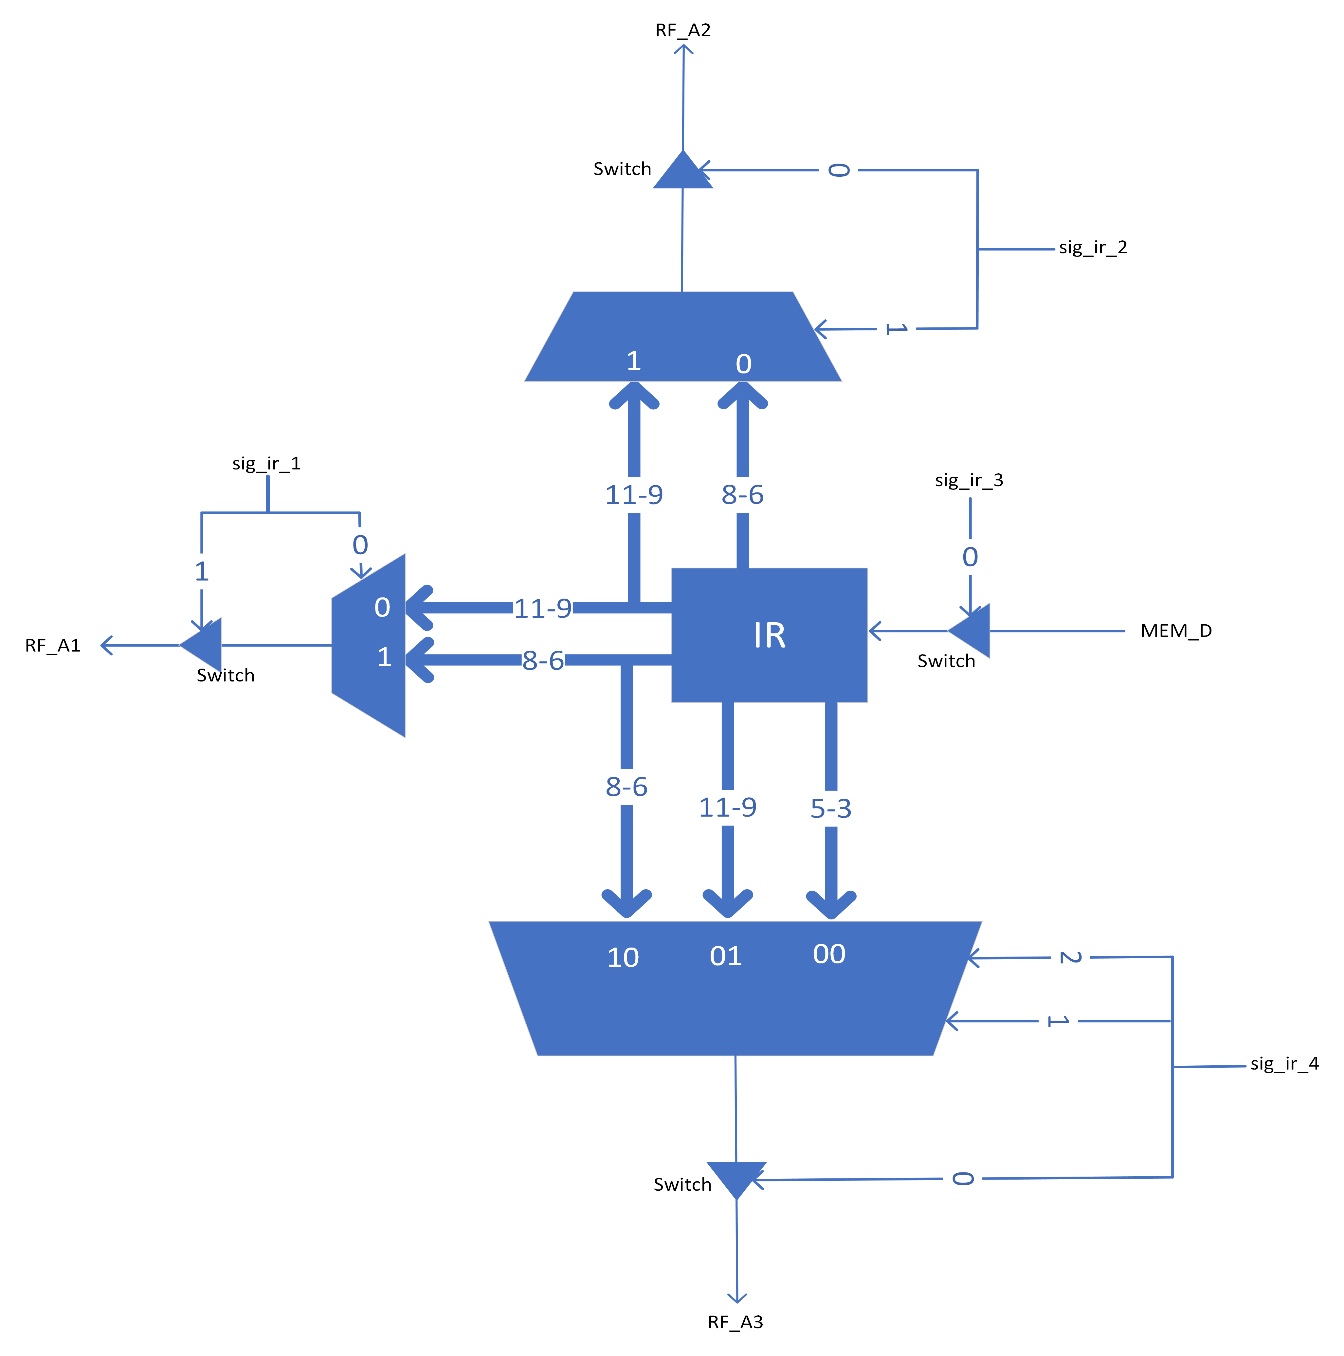 RF_A2
Switch
0
sig_ir_2
1
1
0
sig_ir_1
11-9
8-6
sig_ir_3
0
0
1
0
11-9
IR
RF_A1
1
8-6
MEM_D
Switch
Switch
8-6
11-9
5-3
10
01
00
2
1
sig_ir_4
Switch
0
RF_A3